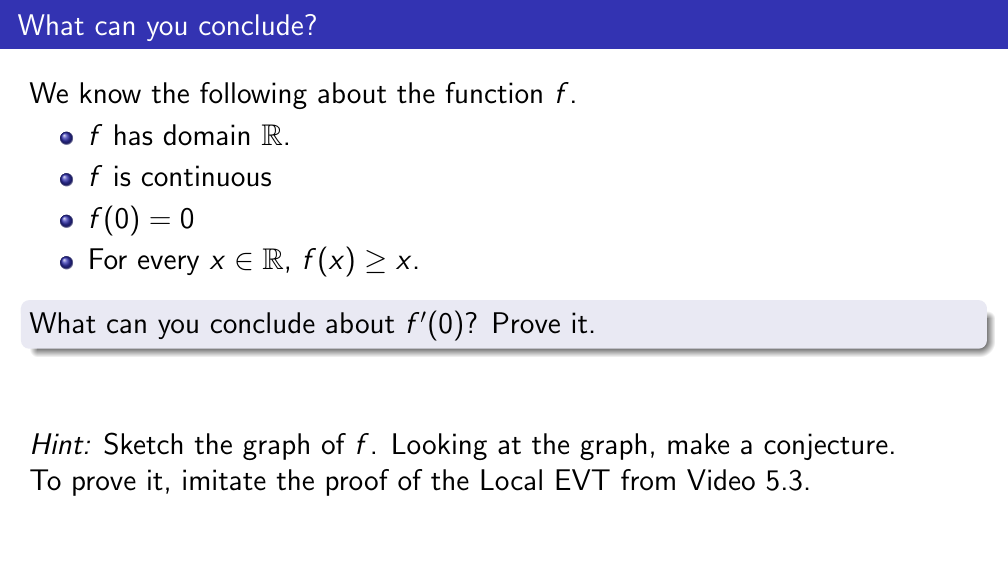 What can you conclude?
We know the following about the function f.
f has domain ℝ.
f is continuous
f(0) = 0
For every x ∈ ℝ, f(x) ≥ x.
What can you conclude about f′(0)? Prove it.
Hint: Sketch the graph of f. Looking at the graph, make a conjecture.
To prove it, imitate the proof of the Local EVT from Video 5.3.